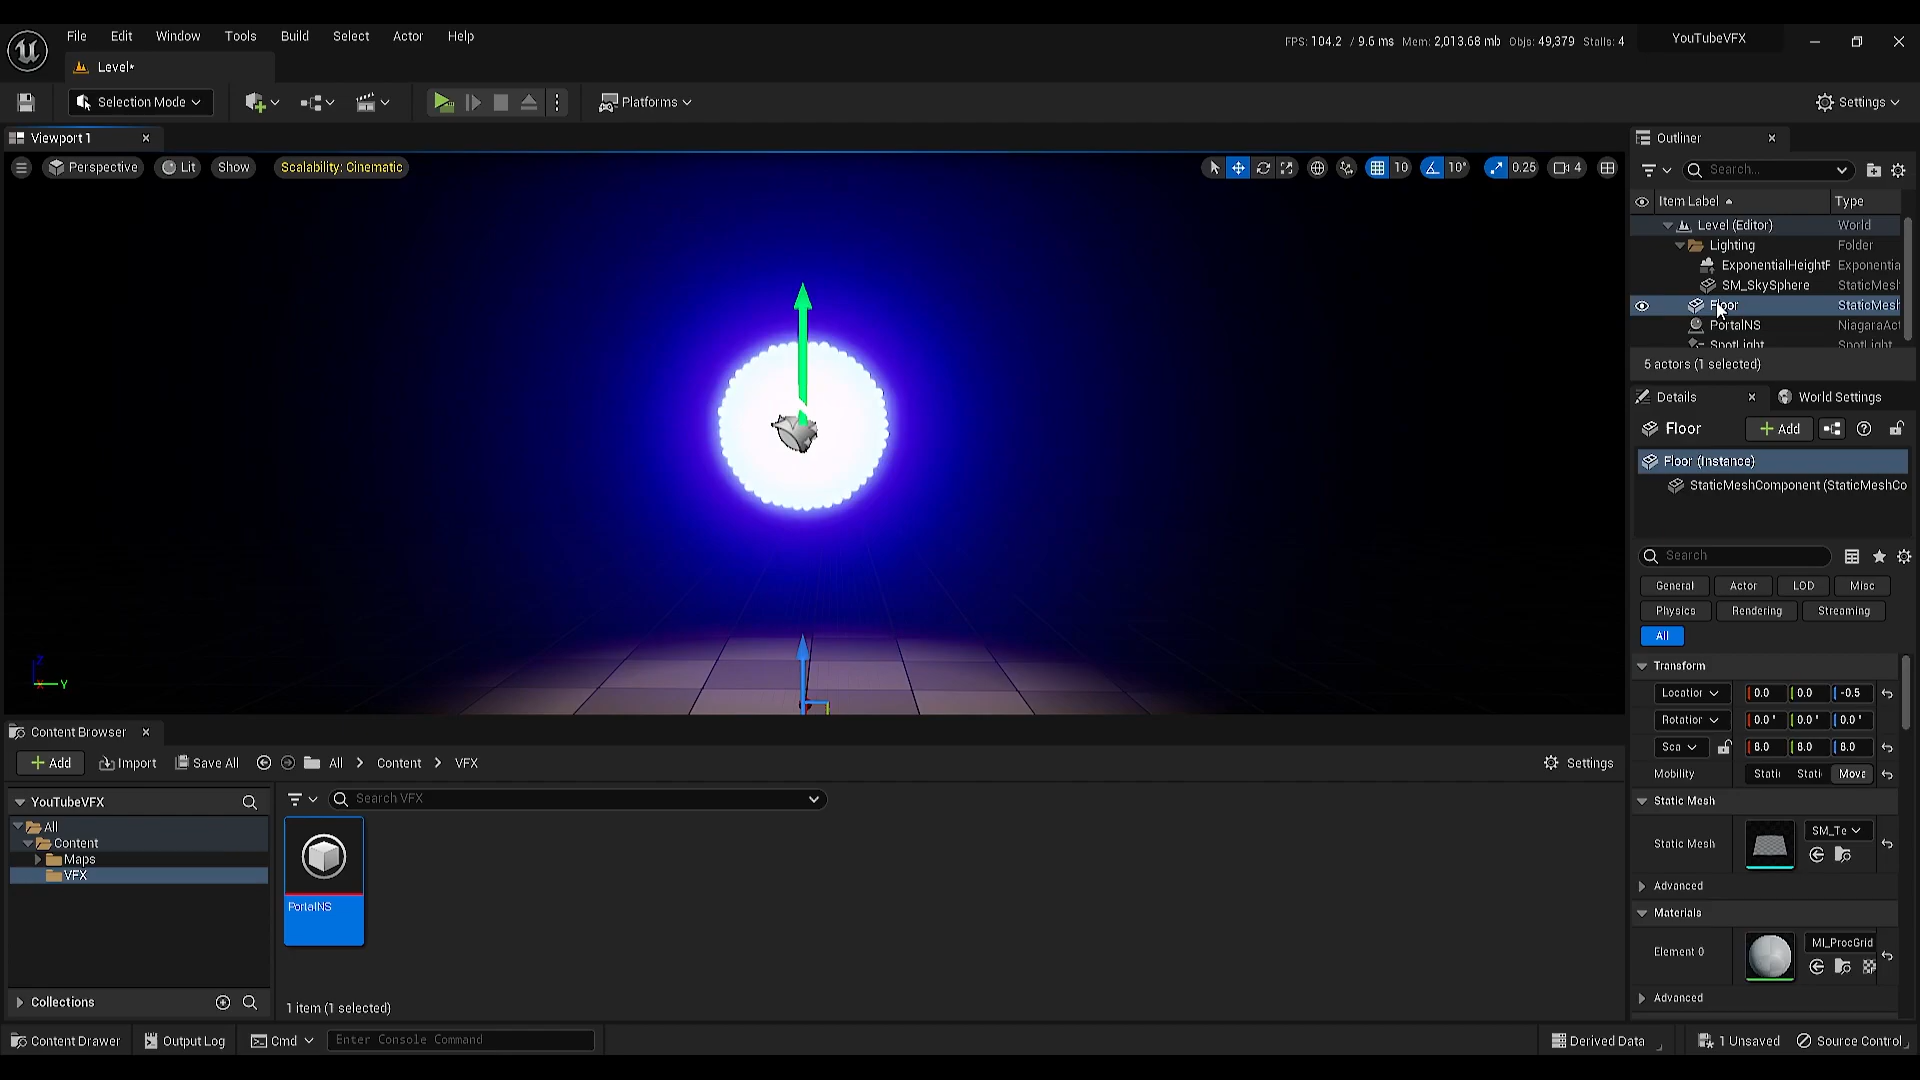 File Edit Window Tools Build Select Actor Help
FPS: 104.2 / 9.6 ms Mem: 2,013.68 mb Objs: 49,379 Stalls: 4
YouTubeVFX
Level*
Selection Mode
Platforms
Settings
Viewport 1
Perspective Lit Show Scalability: Cinematic
10 10° 0.25 4
Outliner
Search...
Item Label Type
Level (Editor) World
Lighting Folder
ExponentialHeightF Exponentia
SM_SkySphere StaticMesh
Floor StaticMesh
PortalNS NiagaraAct
SpotLight SpotLight
5 actors (1 selected)
Details World Settings
Floor Add
Floor (Instance)
StaticMeshComponent (StaticMeshCo
Search
General Actor LOD Misc
Physics Rendering Streaming
All
Transform
Location 0.0 0.0 -0.5
Rotation 0.0° 0.0° 0.0°
Sca 8.0 8.0 8.0
Mobility Stati Stati Move
Static Mesh
Static Mesh SM_Te
Advanced
Materials
Element 0 MI_ProcGrid
Advanced
Z
X Y
Content Browser
Add Import Save All All > Content > VFX Settings
YouTubeVFX
Search VFX
All
Content
Maps
VFX
PortalNS
Collections
1 item (1 selected)
Content Drawer Output Log Cmd Enter Console Command Derived Data 1 Unsaved Source Control